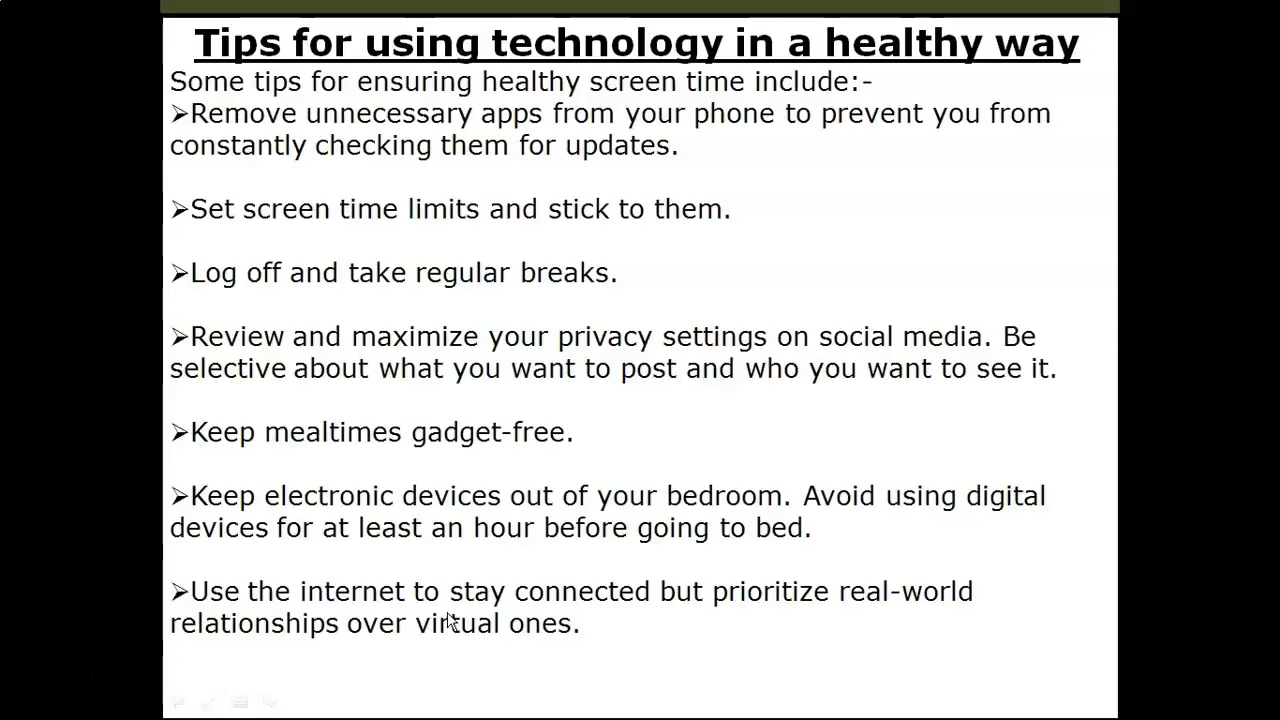 Tips for using technology in a healthy way
Some tips for ensuring healthy screen time include:-
➢Remove unnecessary apps from your phone to prevent you from
constantly checking them for updates.
➢Set screen time limits and stick to them.
➢Log off and take regular breaks.
➢Review and maximize your privacy settings on social media. Be
selective about what you want to post and who you want to see it.
➢Keep mealtimes gadget-free.
➢Keep electronic devices out of your bedroom. Avoid using digital
devices for at least an hour before going to bed.
➢Use the internet to stay connected but prioritize real-world
relationships over virtual ones.